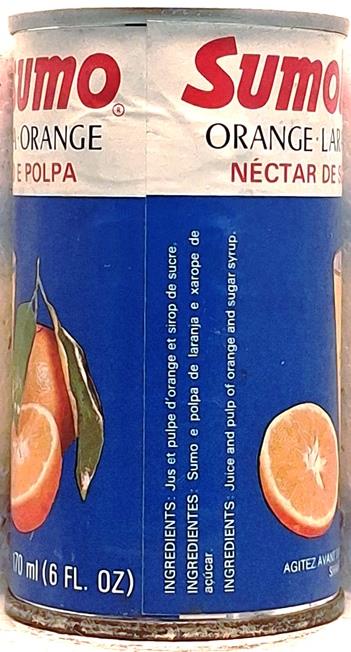 SUMO®
ORANGE
E POLPA
170 ml (6 FL. OZ)
SUMO
ORANGE·LAR
NÉCTAR DE S
INGREDIENTS: Jus et pulpe d'orange et sirop de sucre.
INGREDIENTES: Sumo e polpa de laranja e xarope de
açúcar.
INGREDIENTS: Juice and pulp of orange and sugar syrup.
AGITEZ AVANT